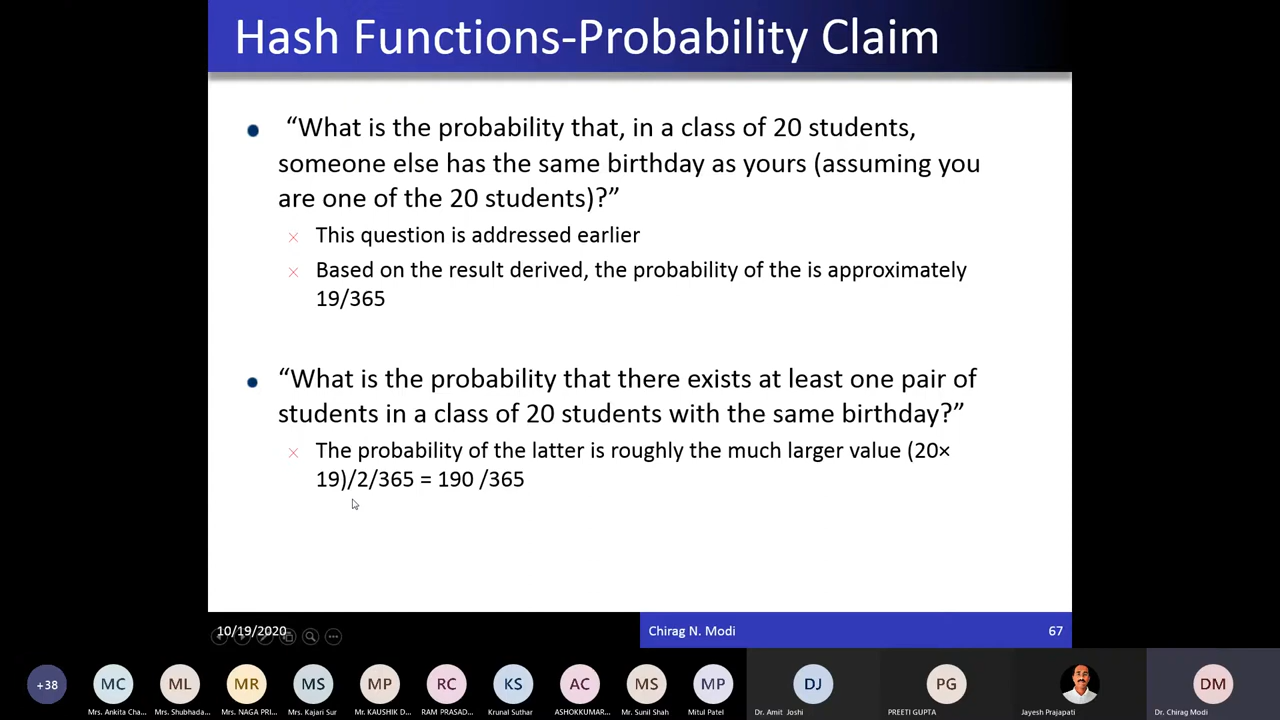 Hash Functions-Probability Claim
“What is the probability that, in a class of 20 students,
someone else has the same birthday as yours (assuming you
are one of the 20 students)?”
This question is addressed earlier
Based on the result derived, the probability of the is approximately
19/365
“What is the probability that there exists at least one pair of
students in a class of 20 students with the same birthday?”
The probability of the latter is roughly the much larger value (20×
19)/2/365 = 190 /365
10/19/2020
Chirag N. Modi
67
+38
MC
ML
MR
MS
MP
RC
KS
AC
MS
MP
DJ
PG
DM
Mrs. Ankita Cha...
Mrs. Shubhada...
Mrs. NAGA PRI...
Mrs. Kajari Sur
Mr. KAUSHIK D...
RAM PRASAD...
Krunal Suthar
ASHOKKUMAR...
Mr. Sunil Shah
Mitul Patel
Dr. Amit Joshi
PREETI GUPTA
Jayesh Prajapati
Dr. Chirag Modi